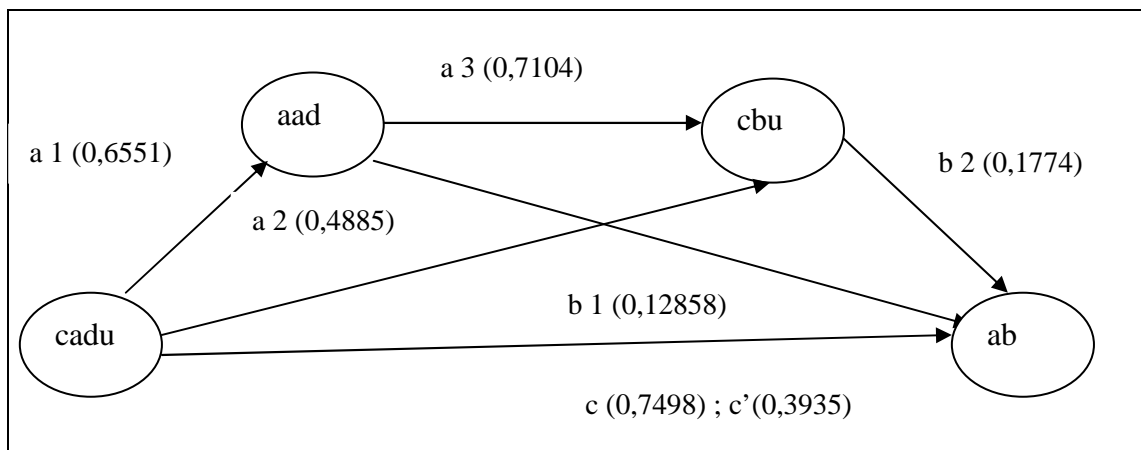 a 3 (0,7104)
aad
cbu
a 1 (0,6551)
b 2 (0,1774)
a 2 (0,4885)
b 1 (0,12858)
cadu
ab
c (0,7498) ; c’(0,3935)